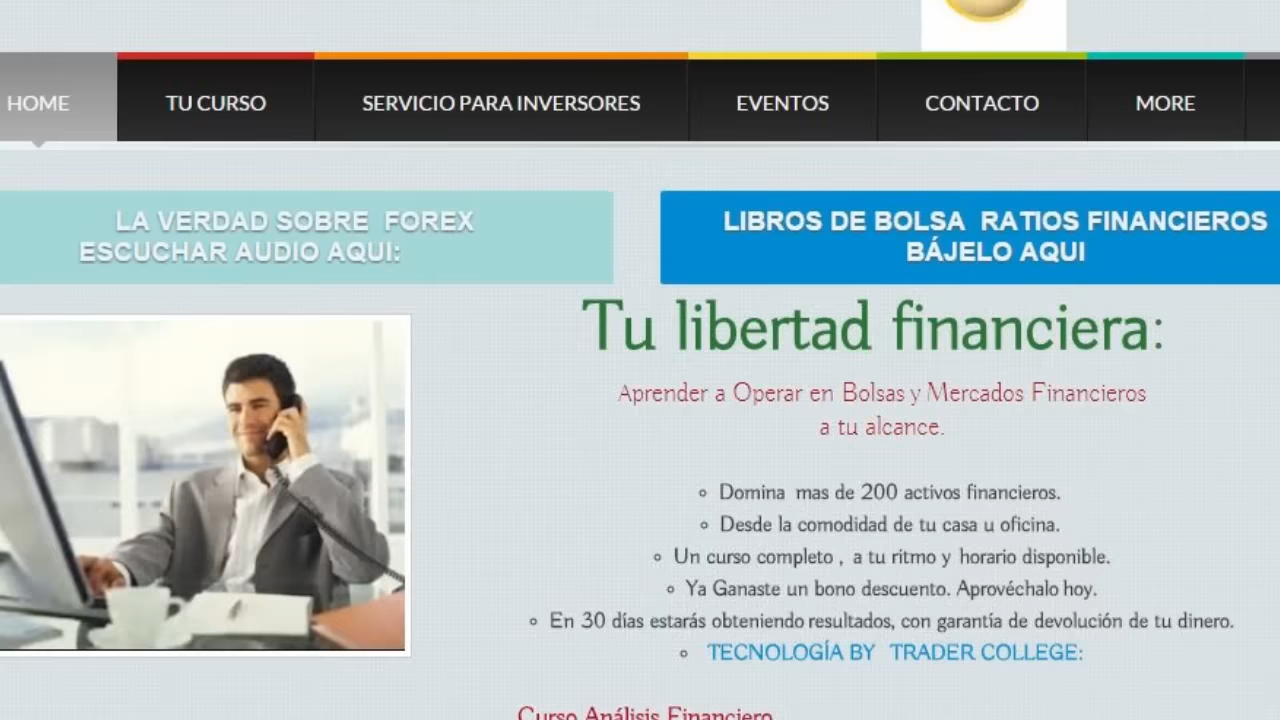 HOME
TU CURSO
SERVICIO PARA INVERSORES
EVENTOS
CONTACTO
MORE
LA VERDAD SOBRE FOREX
ESCUCHAR AUDIO AQUI:
LIBROS DE BOLSA RATIOS FINANCIEROS
BÁJELO AQUI
Tu libertad financiera:
Aprender a Operar en Bolsas y Mercados Financieros
a tu alcance.
Domina mas de 200 activos financieros.
Desde la comodidad de tu casa u oficina.
Un curso completo , a tu ritmo y horario disponible.
Ya Ganaste un bono descuento. Aprovéchalo hoy.
En 30 días estarás obteniendo resultados, con garantía de devolución de tu dinero.
TECNOLOGÍA BY TRADER COLLEGE:
Curso Análisis Financiero